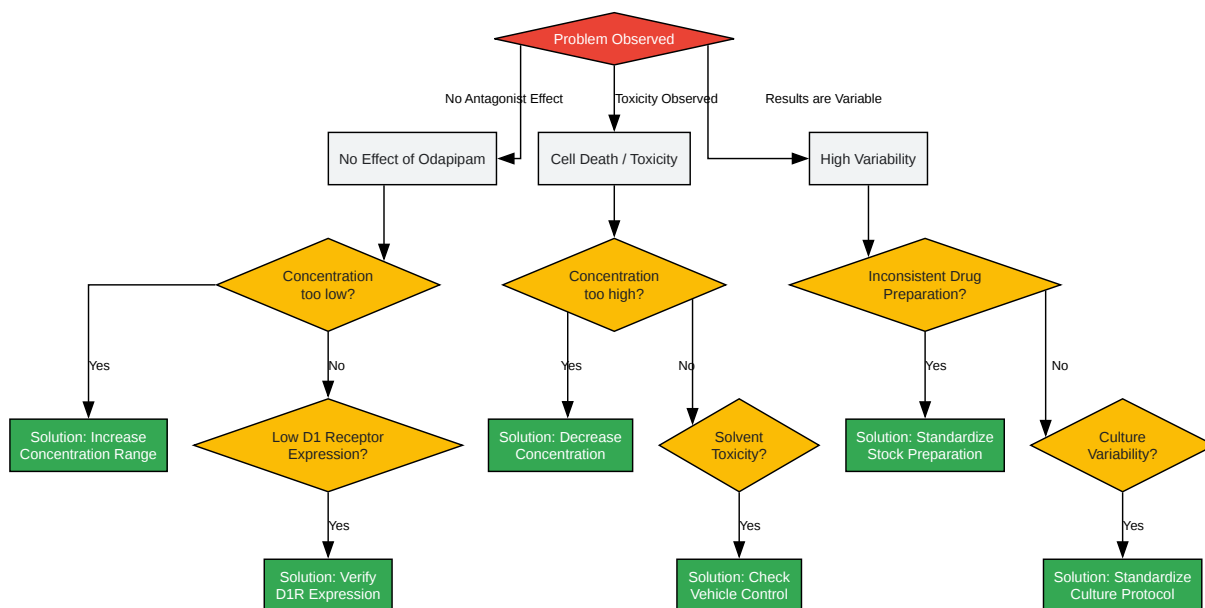 Problem Observed
No Antagonist Effect
Toxicity Observed
Results are Variable
No Effect of Odapipam
Cell Death / Toxicity
High Variability
Concentration
too low?
Concentration
too high?
Inconsistent Drug
Preparation?
Yes
No
Yes
No
Yes
No
Solution: Increase
Concentration Range
Low D1 Receptor
Expression?
Solution: Decrease
Concentration
Solvent
Toxicity?
Solution: Standardize
Stock Preparation
Culture
Variability?
Yes
Yes
Yes
Solution: Verify
D1R Expression
Solution: Check
Vehicle Control
Solution: Standardize
Culture Protocol